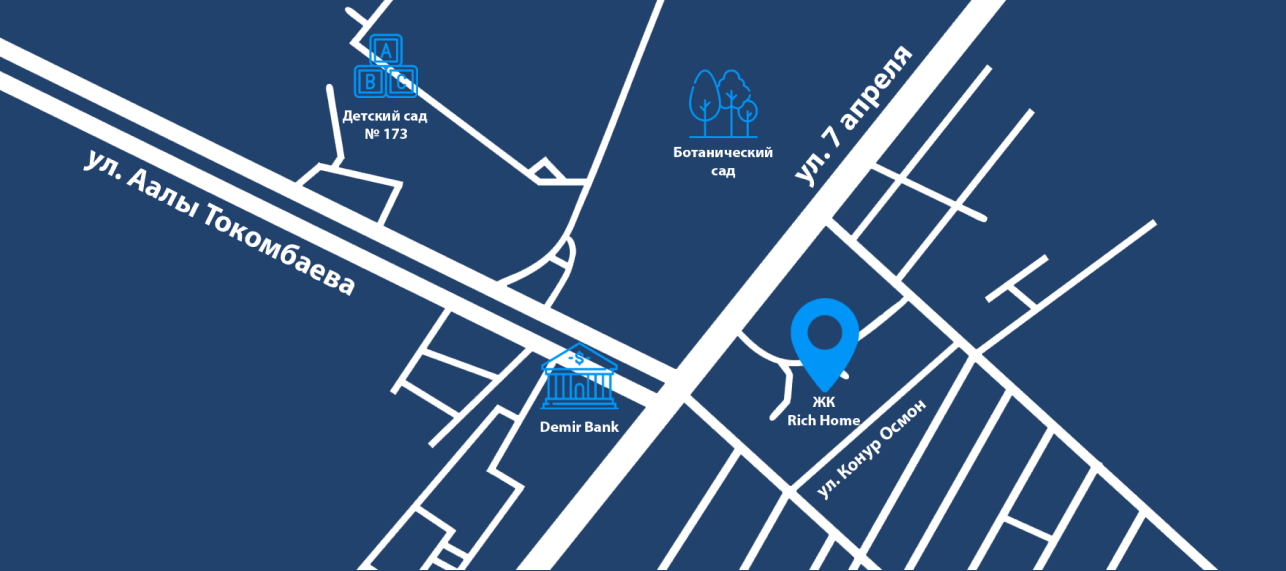 A
B
C
Детский сад
№ 173
Ботанический
сад
ул. 7 апреля
ул. Аалы Токомбаева
$
Demir Bank
ЖК
Rich Home
ул. Конур Осмон